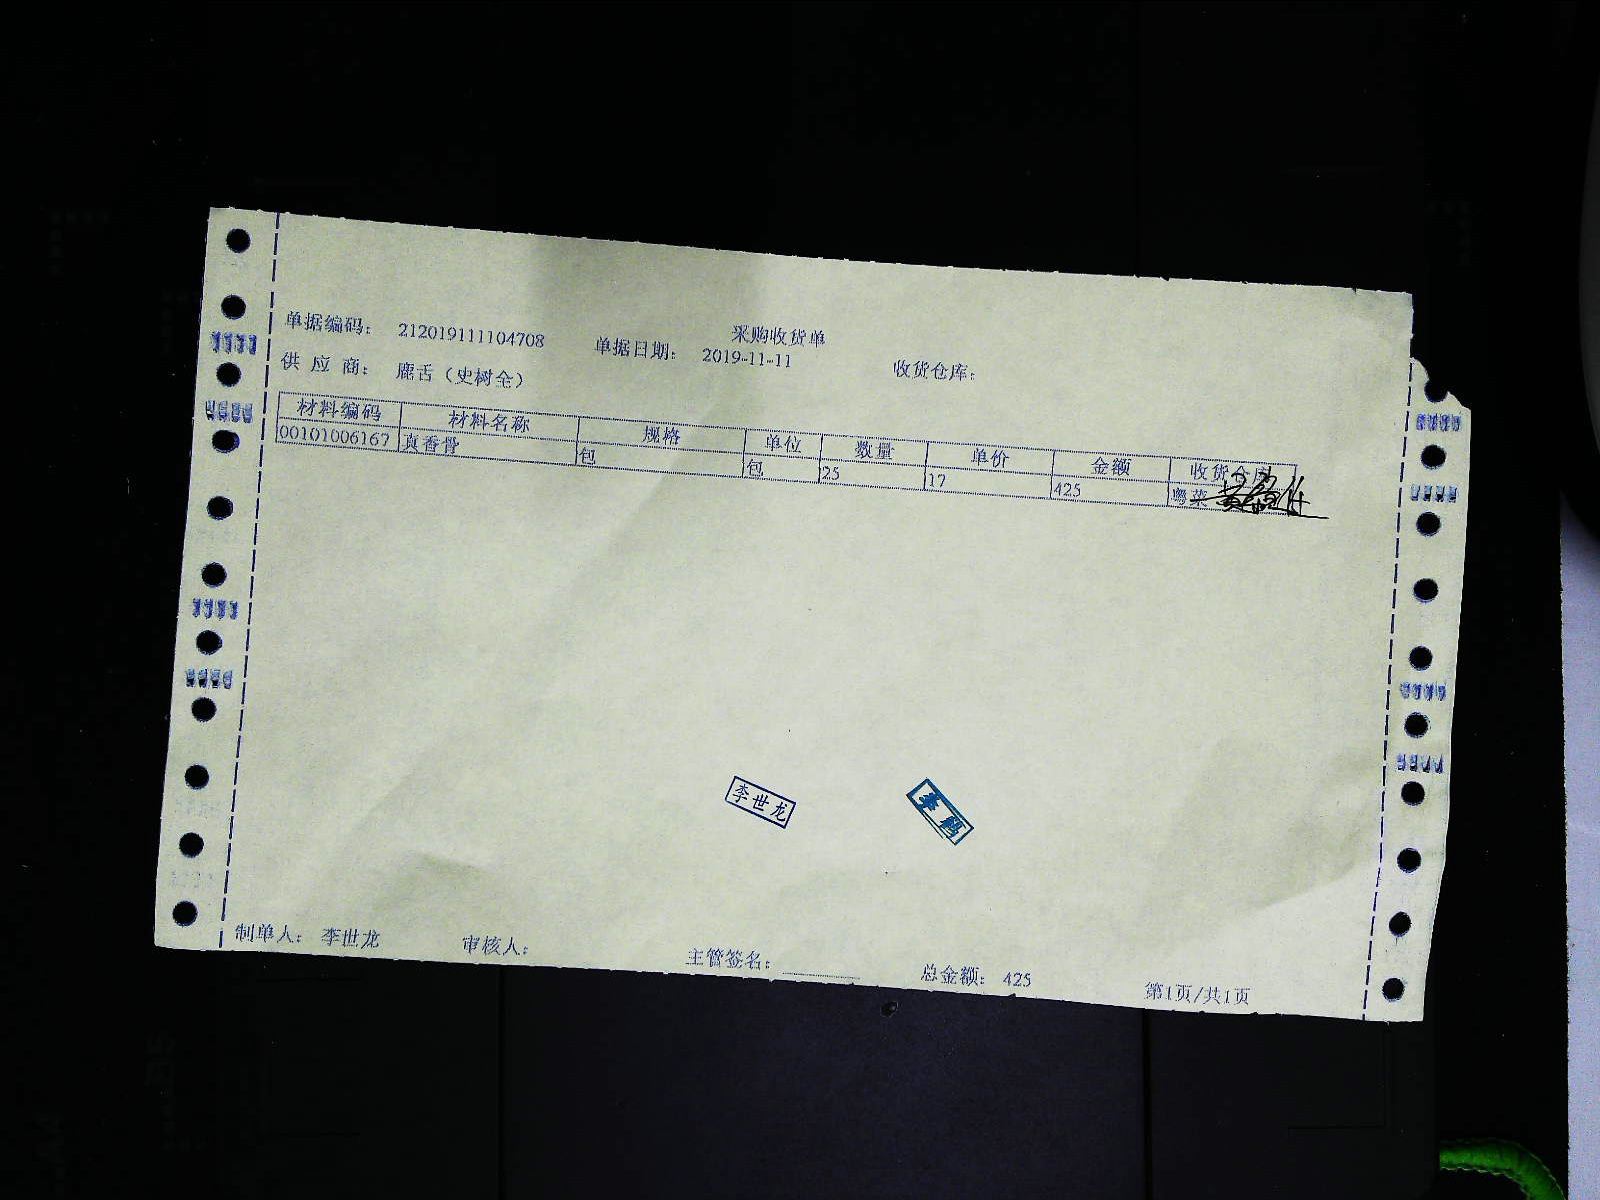 采购收货单
单据编码： 212019111104708 单据日期： 2019-11-11 收货仓库：
供 应 商： 鹿舌（史树全）
材料编码 材料名称 规格 单位 数量 单价 金额 收货仓库
00101006167 真香骨 包 包 25 17 425 粤菜
李世龙
制单人： 李世龙 审核人： 主管签名： 总金额： 425 第1页/共1页